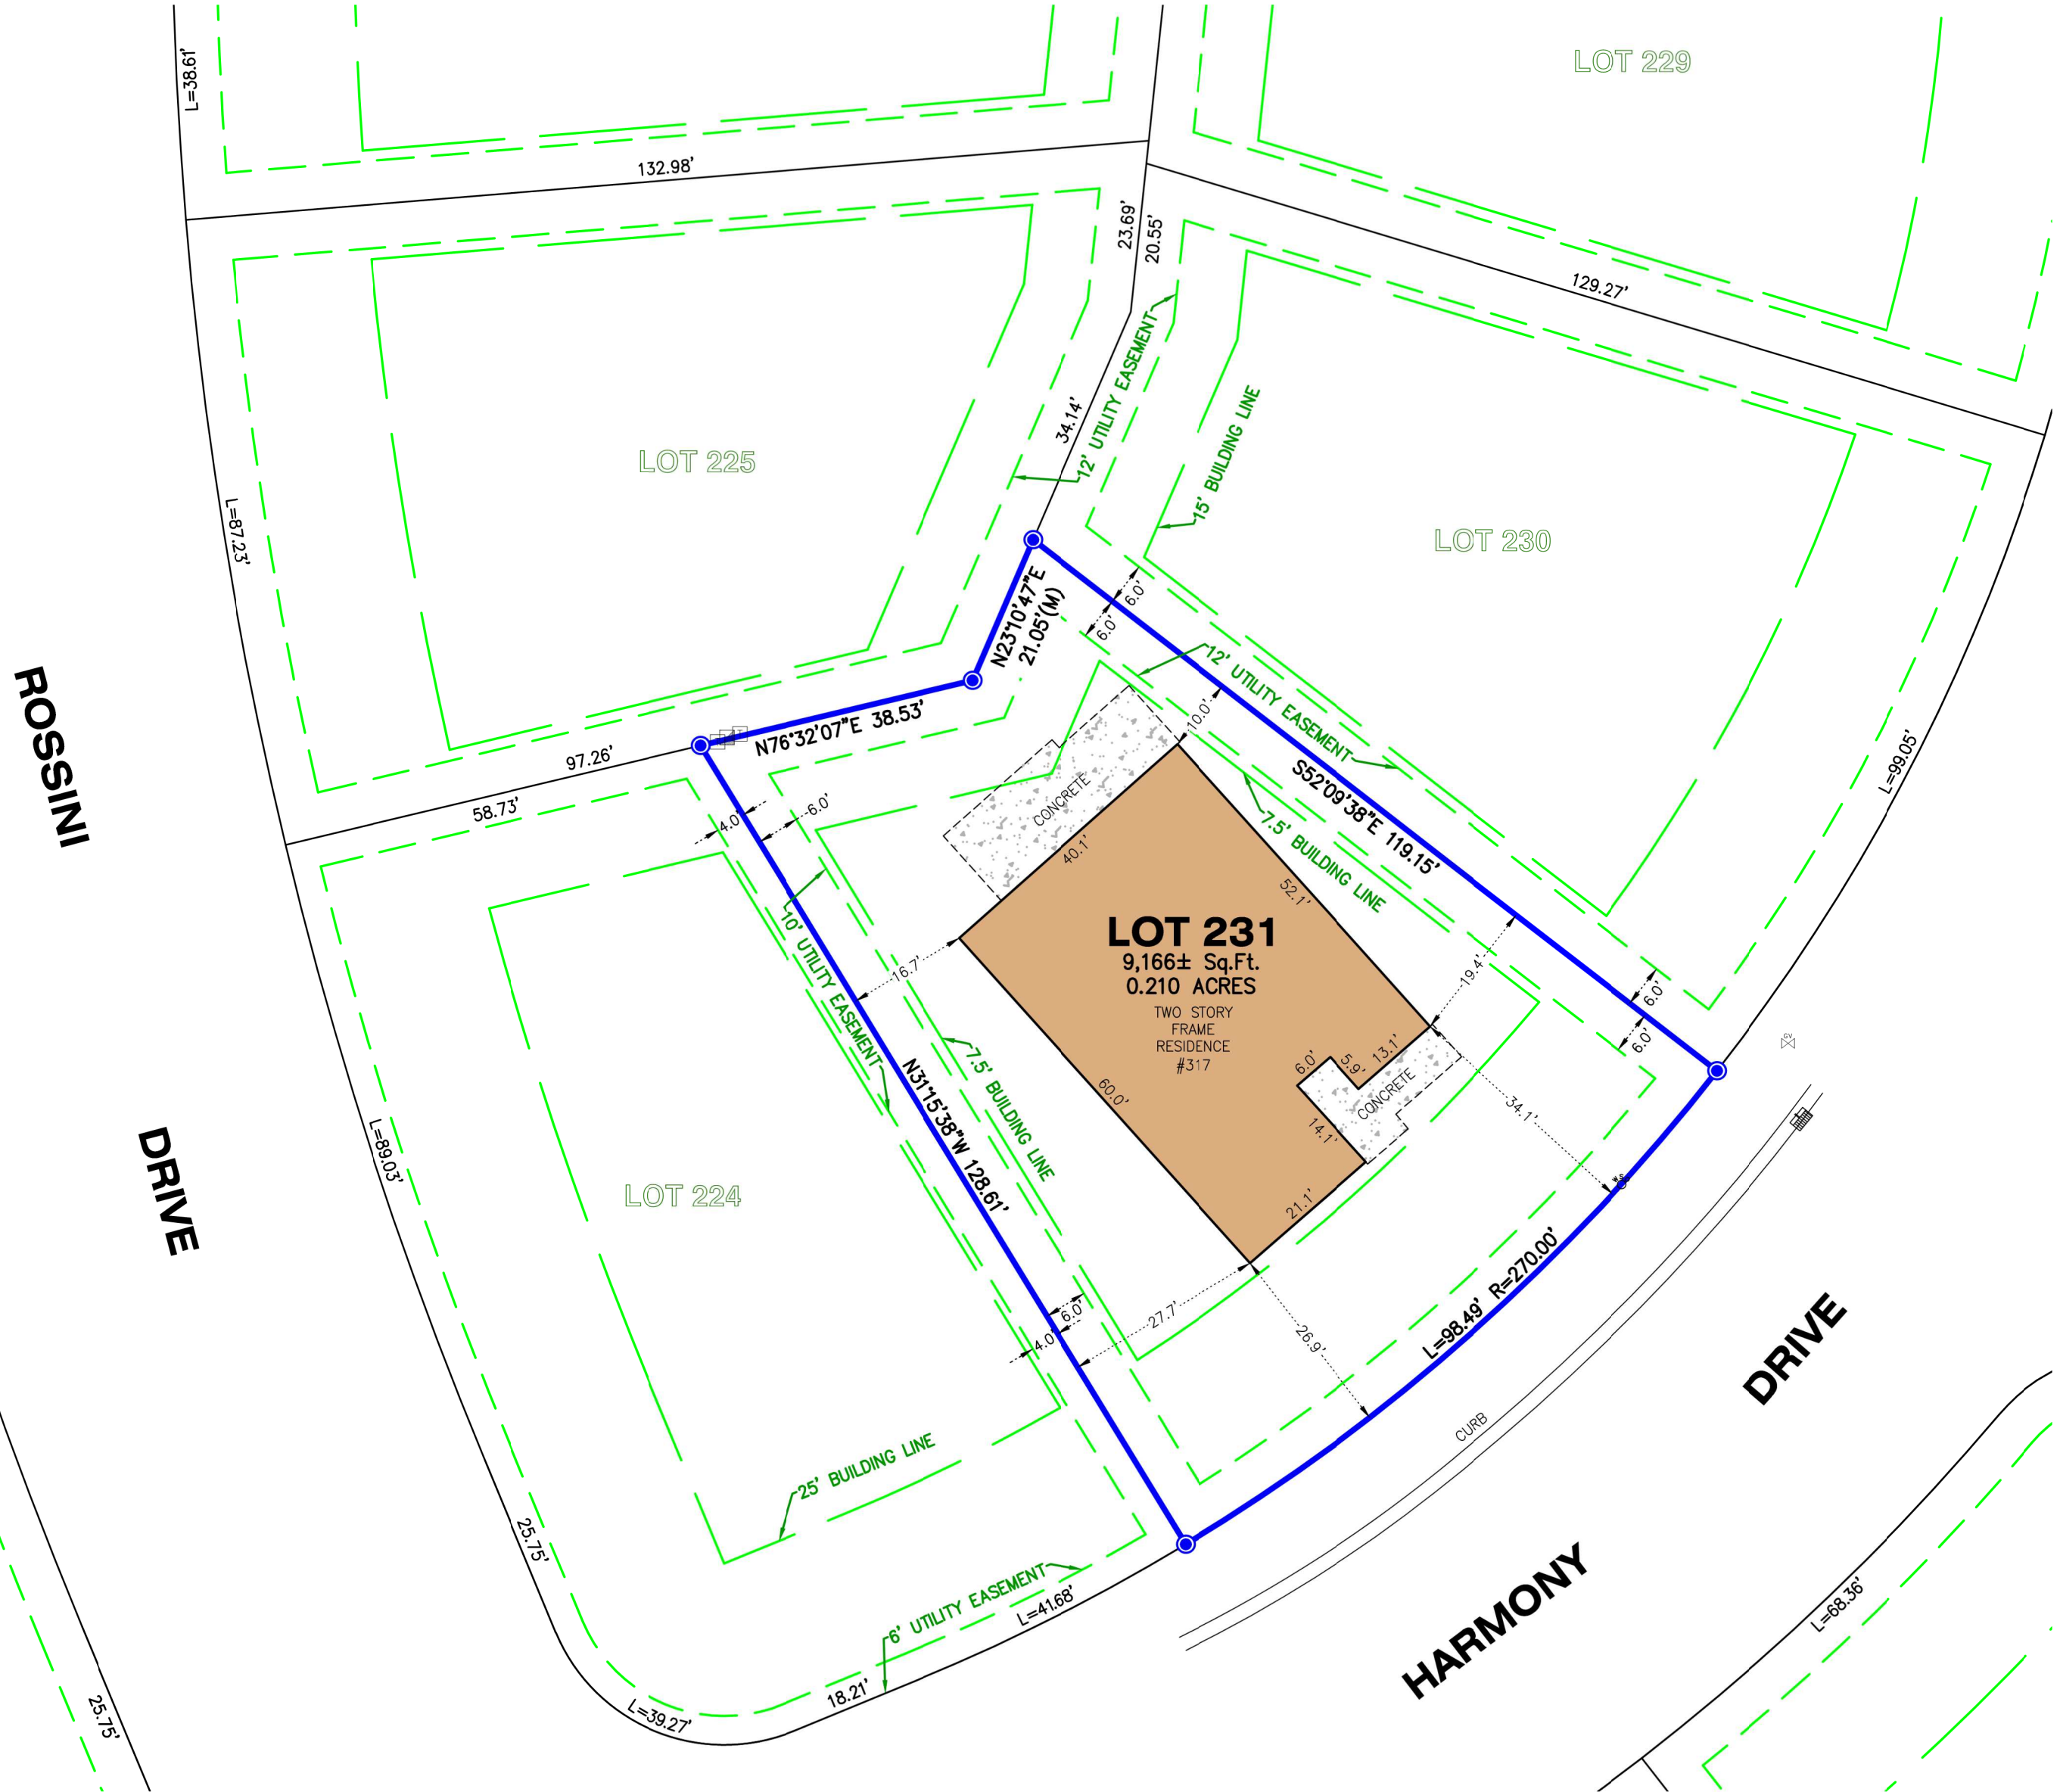 L=38.61'
LOT 229
132.98'
23.69'
20.55'
129.27'
12' UTILITY EASEMENT
34.14'
15' BUILDING LINE
LOT 225
LOT 230
L=87.23'
N23°10'47"E
21.05'(M)
6.0'
6.0'
ROSSINI
DRIVE
N76°32'07"E 38.53'
97.26'
58.73'
12' UTILITY EASEMENT
10.0'
S52°09'38"E 119.15'
7.5' BUILDING LINE
L=99.05'
4.0'
6.0'
CONCRETE
40.1'
52.1'
10' UTILITY EASEMENT
16.7'
LOT 231
9,166± Sq.Ft.
0.210 ACRES
TWO STORY
FRAME
RESIDENCE
#317
19.4'
6.0'
6.0'
13.1'
5.9'
6.0'
CONCRETE
14.1'
60.0'
21.1'
34.1'
N31°15'38"W 128.61'
7.5' BUILDING LINE
L=89.03'
LOT 224
6.0'
4.0'
27.7'
26.9'
L=98.49' R=270.00'
CURB
HARMONY
DRIVE
25' BUILDING LINE
25.75'
6' UTILITY EASEMENT
L=41.68'
18.21'
L=39.27'
25.75'
L=68.36'